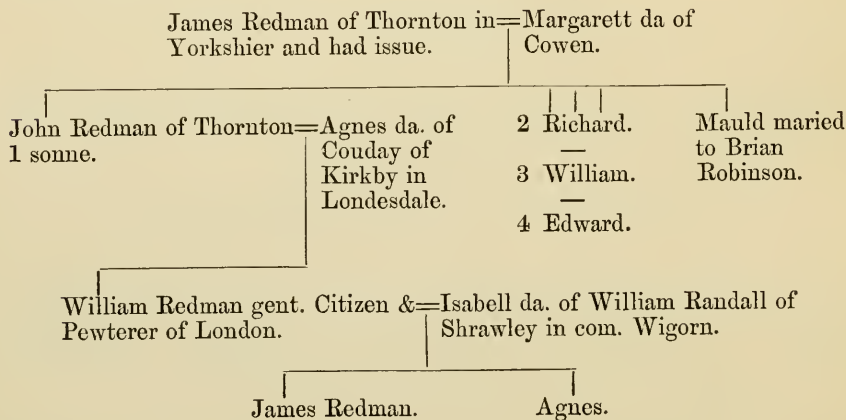 James Redman of Thornton in=Margarett da of
Yorkshier and had issue. Cowen.
John Redman of Thornton=Agnes da. of
1 sonne. Couday of
Kirkby in
Londesdale.
2 Richard.
—
3 William.
—
4 Edward.
Mauld maried
to Brian
Robinson.
William Redman gent. Citizen &=Isabell da. of William Randall of
Pewterer of London. Shrawley in com. Wigorn.
James Redman. Agnes.